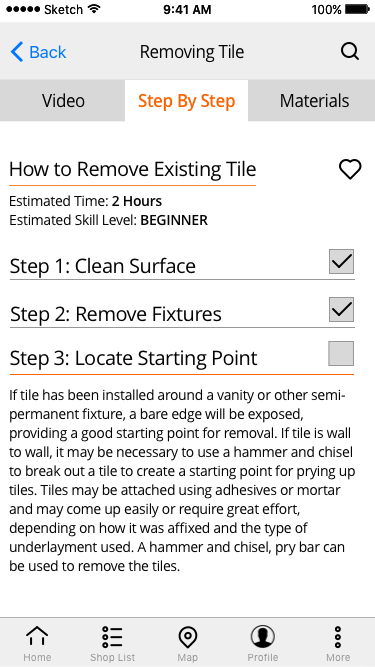 Sketch 9:41 AM 100%
Back Removing Tile
Video Step By Step Materials
How to Remove Existing Tile
Estimated Time: 2 Hours
Estimated Skill Level: BEGINNER
Step 1: Clean Surface
Step 2: Remove Fixtures
Step 3: Locate Starting Point
If tile has been installed around a vanity or other semi-
permanent fixture, a bare edge will be exposed,
providing a good starting point for removal. If tile is wall
to wall, it may be necessary to use a hammer and chisel
to break out a tile to create a starting point for prying up
tiles. Tiles may be attached using adhesives or mortar
and may come up easily or require great effort,
depending on how it was affixed and the type of
underlayment used. A hammer and chisel, pry bar can
be used to remove the tiles.
Home Shop List Map Profile More